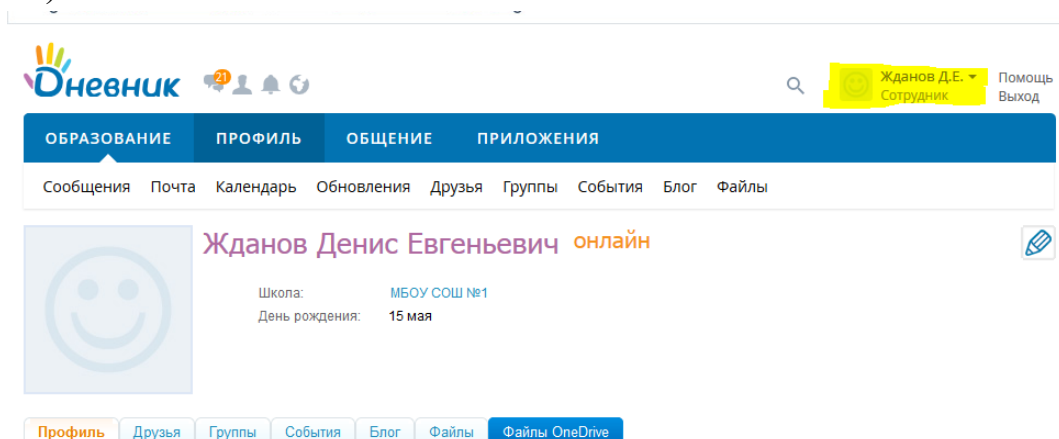 Дневник 21 Жданов Д.Е. Помощь
Сотрудник Выход
ОБРАЗОВАНИЕ ПРОФИЛЬ ОБЩЕНИЕ ПРИЛОЖЕНИЯ
Сообщения Почта Календарь Обновления Друзья Группы События Блог Файлы
Жданов Денис Евгеньевич онлайн
Школа: МБОУ СОШ №1
День рождения: 15 мая
Профиль Друзья Группы События Блог Файлы Файлы OneDrive